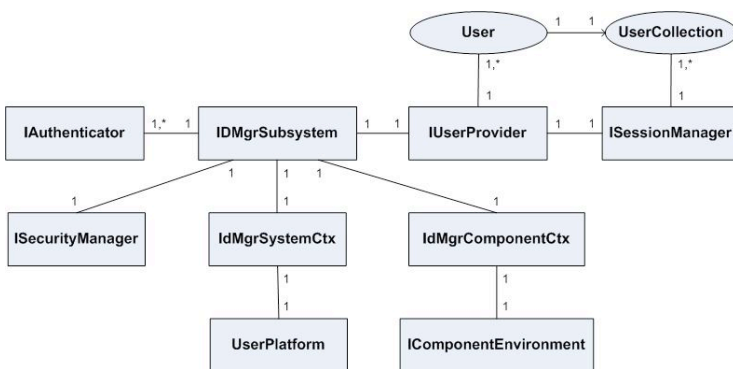 User
1 1
UserCollection
1,*
1,*
1
1
IAuthenticator
1,* 1
IDMgrSubsystem
1 1
IUserProvider
1 1
ISessionManager
1
1
1
1
1
1
ISecurityManager
IdMgrSystemCtx
IdMgrComponentCtx
1
1
1
1
UserPlatform
IComponentEnvironment